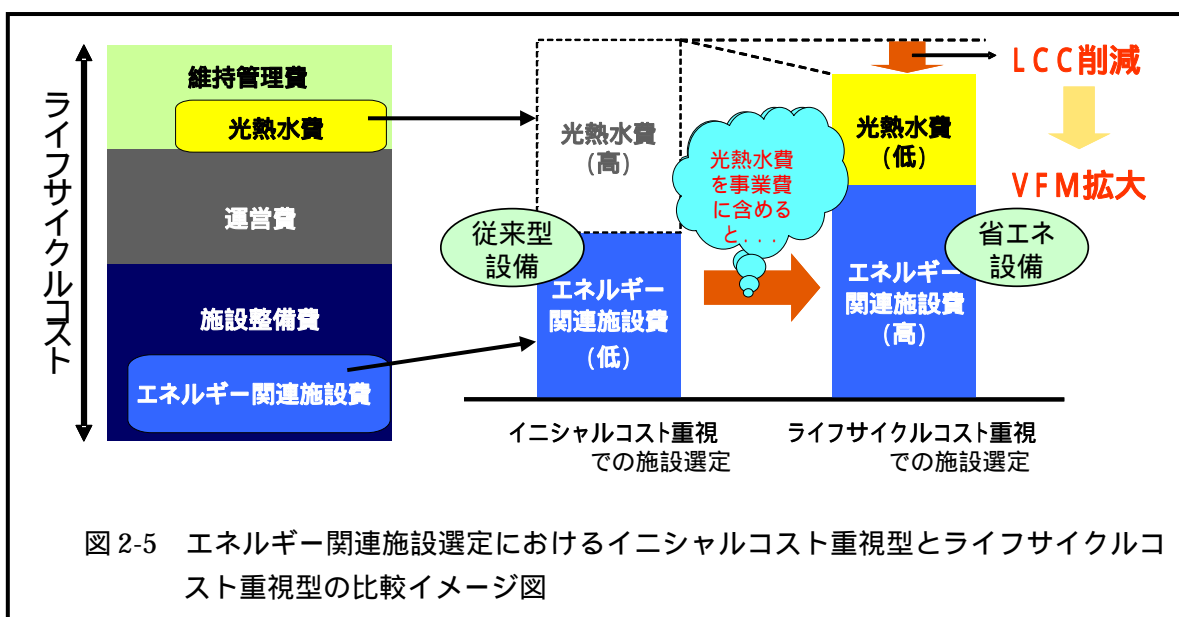 ライフサイクルコスト
維持管理費
光熱水費
運営費
施設整備費
エネルギー関連施設費
光熱水費
(高)
従来型
設備
エネルギー
関連施設費
(低)
光熱水費
を事業費
に含める
と...
光熱水費
(低)
エネルギー
関連施設費
(高)
省エネ
設備
LCC削減
VFM拡大
イニシャルコスト重視
での施設選定
ライフサイクルコスト重視
での施設選定
図 2-5 エネルギー関連施設選定におけるイニシャルコスト重視型とライフサイクルコ
スト重視型の比較イメージ図